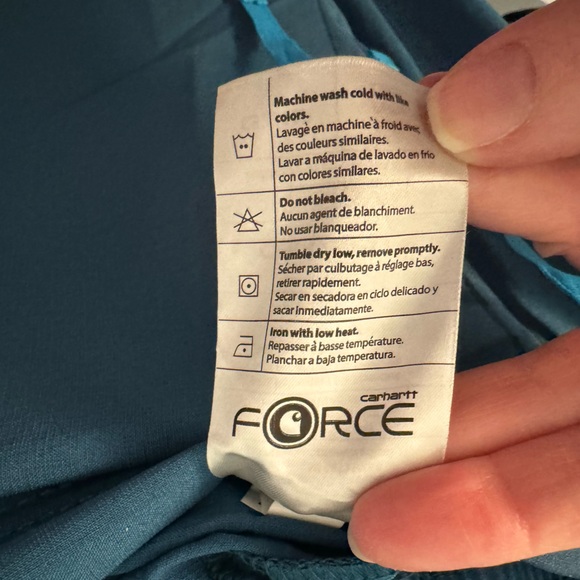 Machine wash cold with like
colors.
Lavage en machine à froid avec
des couleurs similaires.
Lavar a máquina de lavado en frio
con colores similares.
Do not bleach.
Aucun agent de blanchiment.
No usar blanqueador.
Tumble dry low, remove promptly.
Sécher par culbutage à réglage bas,
retirer rapidement.
Secar en secadora en ciclo delicado y
sacar inmediatamente.
Iron with low heat.
Repasser à basse température.
Planchar a baja temperatura.
carhartt
FORCE